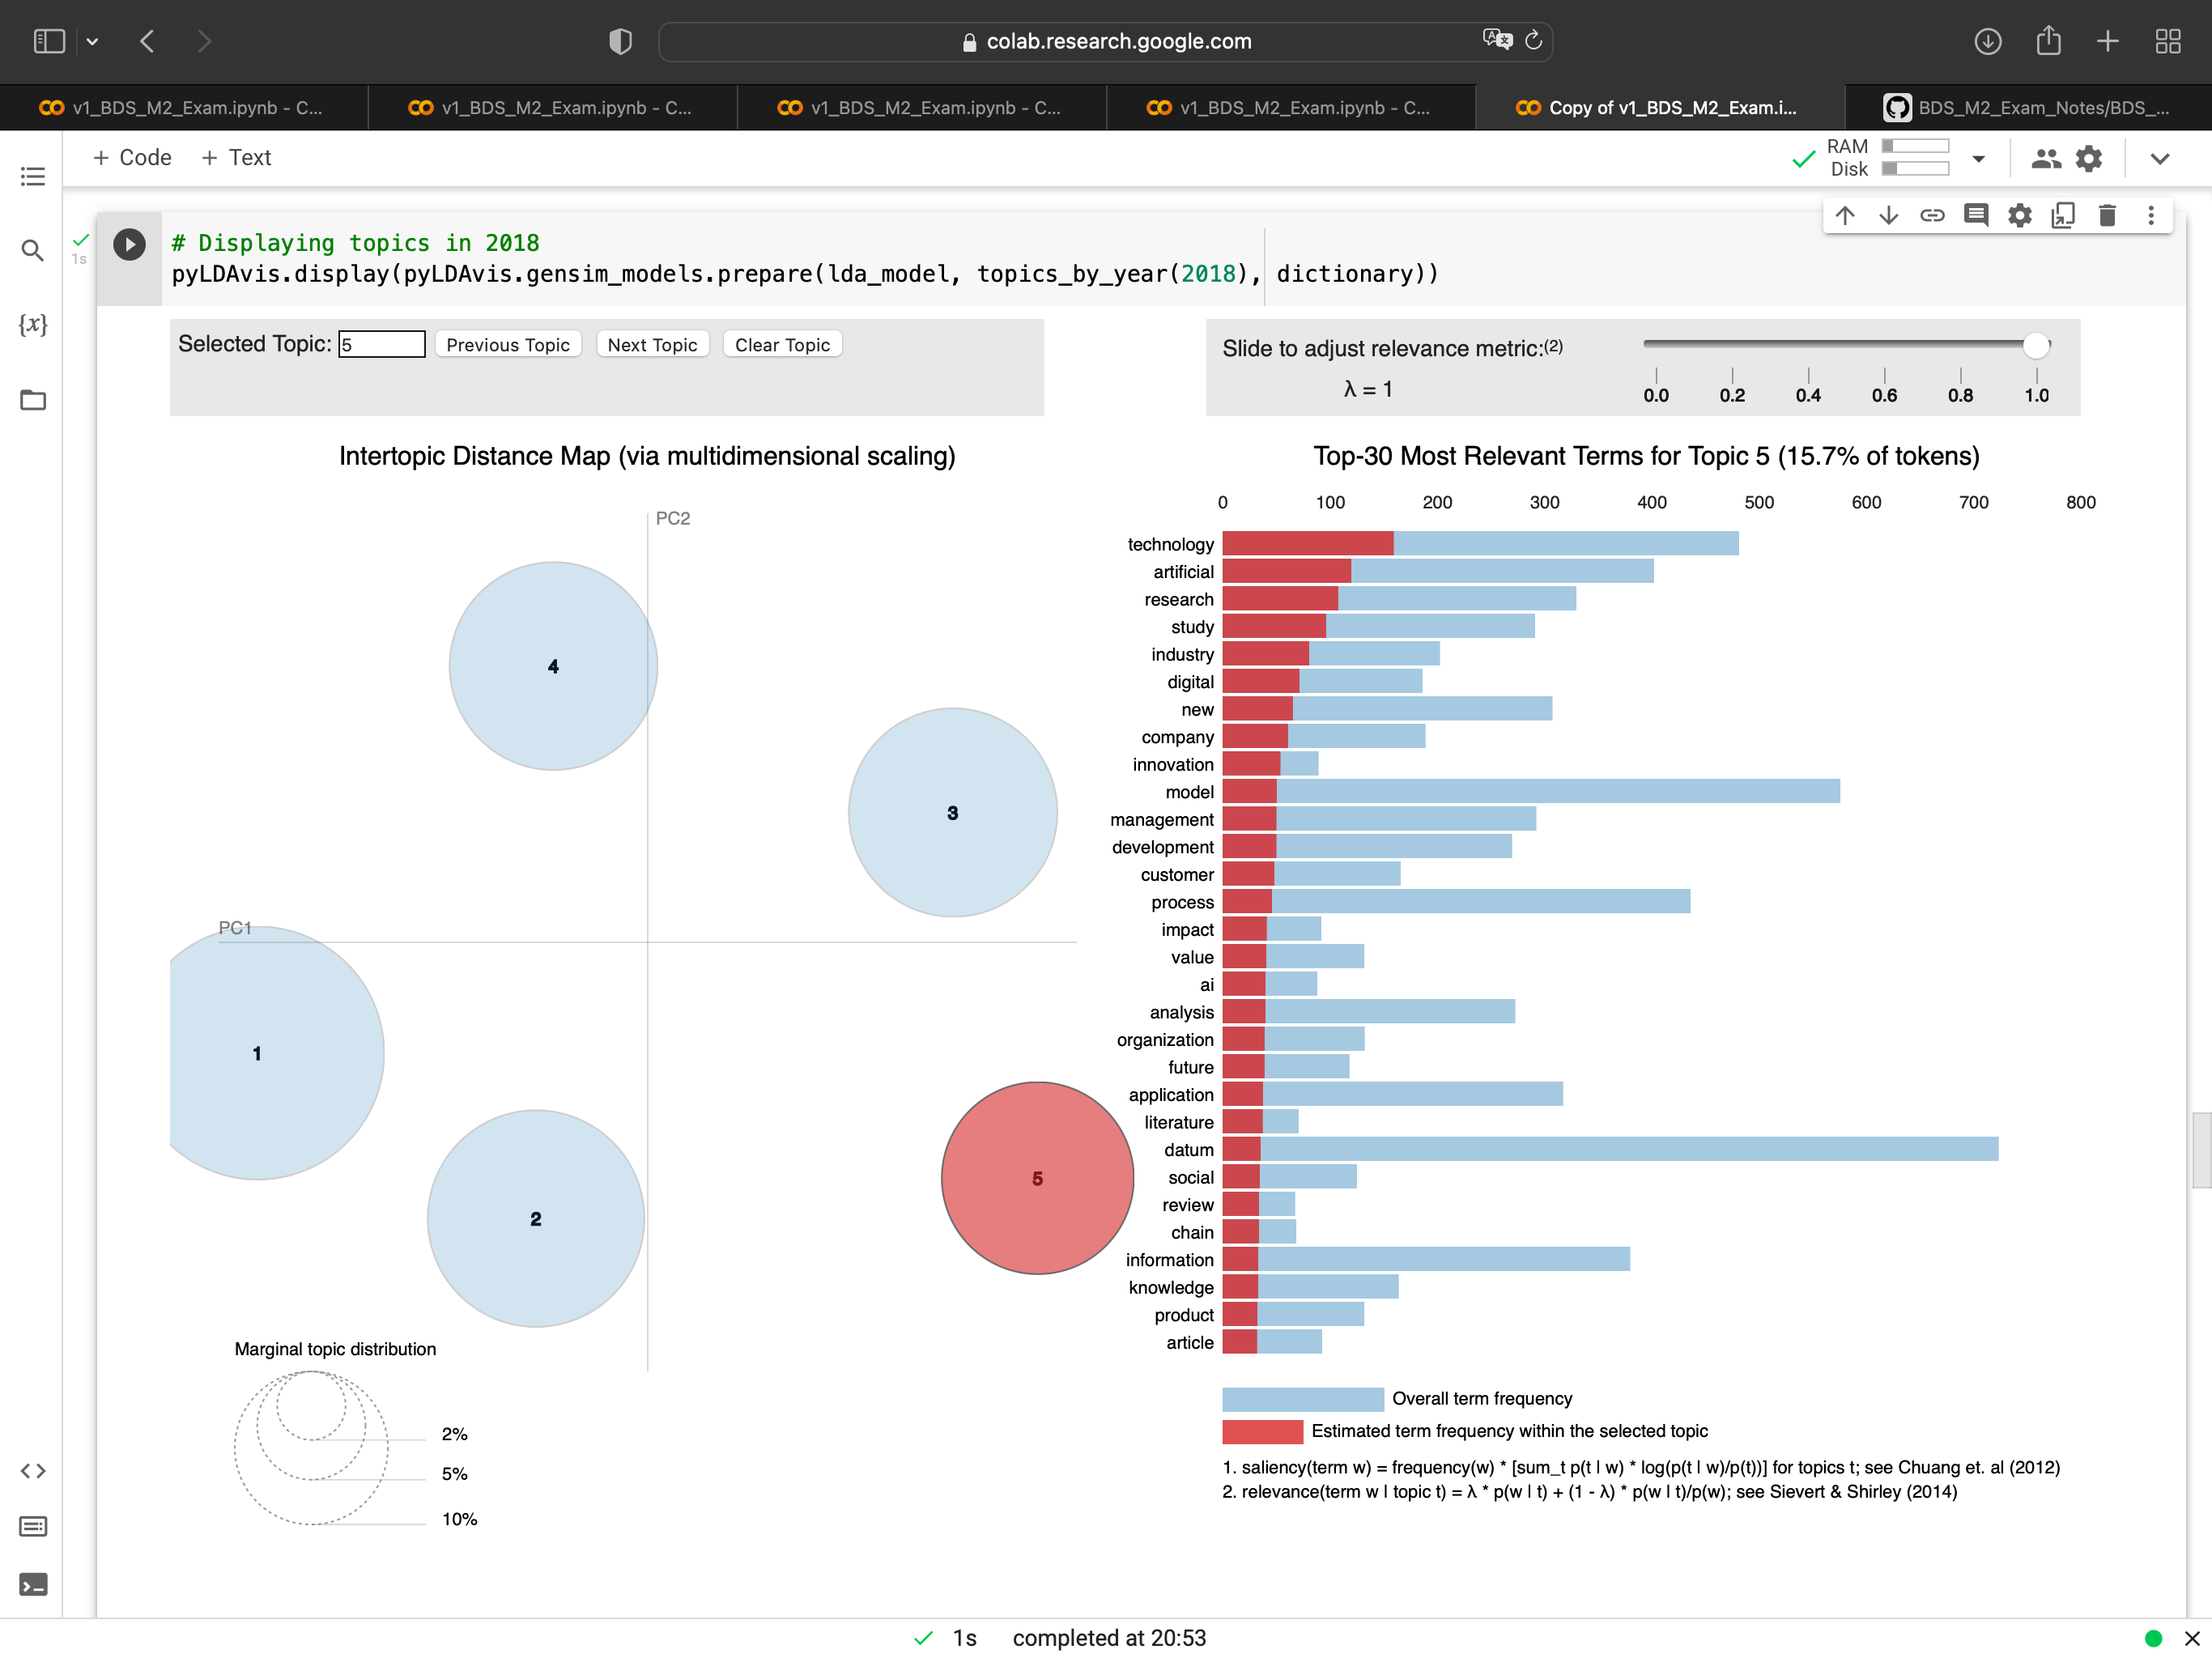 colab.research.google.com
v1_BDS_M2_Exam.ipynb - C...
v1_BDS_M2_Exam.ipynb - C...
v1_BDS_M2_Exam.ipynb - C...
v1_BDS_M2_Exam.ipynb - C...
Copy of v1_BDS_M2_Exam.i...
BDS_M2_Exam_Notes/BDS_...
+ Code + Text
RAM
Disk
{x}
1s
# Displaying topics in 2018
pyLDAvis.display(pyLDAvis.gensim_models.prepare(lda_model, topics_by_year(2018), dictionary))
Selected Topic: 5 Previous Topic Next Topic Clear Topic
Slide to adjust relevance metric:(2)
λ = 1
0.0 0.2 0.4 0.6 0.8 1.0
Intertopic Distance Map (via multidimensional scaling)
PC2
4
3
PC1
1
5
2
Marginal topic distribution
2%
5%
10%
Top-30 Most Relevant Terms for Topic 5 (15.7% of tokens)
0 100 200 300 400 500 600 700 800
technology
artificial
research
study
industry
digital
new
company
innovation
model
management
development
customer
process
impact
value
ai
analysis
organization
future
application
literature
datum
social
review
chain
information
knowledge
product
article
Overall term frequency
Estimated term frequency within the selected topic
1. saliency(term w) = frequency(w) * [sum_t p(t | w) * log(p(t | w)/p(t))] for topics t; see Chuang et. al (2012)
2. relevance(term w | topic t) = λ * p(w | t) + (1 - λ) * p(w | t)/p(w); see Sievert & Shirley (2014)
1s completed at 20:53